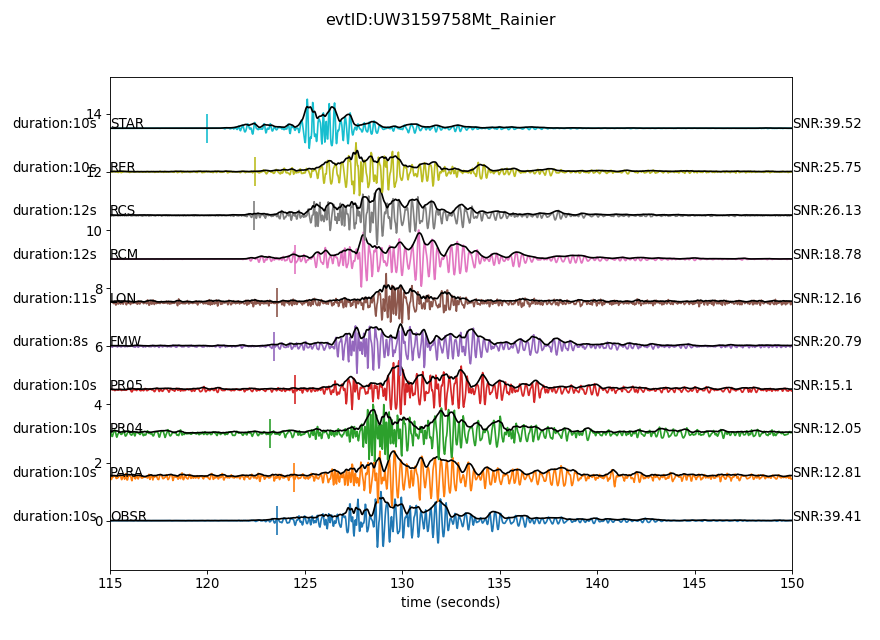 evtID:UW3159758Mt_Rainier
14
duration:10s STAR SNR:39.52
duration:10s RER SNR:25.75
12
duration:12s RCS SNR:26.13
10
duration:12s RCM SNR:18.78
8
duration:11s LON SNR:12.16
duration:8s FMW SNR:20.79
6
duration:10s PR05 SNR:15.1
4
duration:10s PR04 SNR:12.05
2
duration:10s PARA SNR:12.81
duration:10s OBSR SNR:39.41
0
115 120 125 130 135 140 145 150
time (seconds)